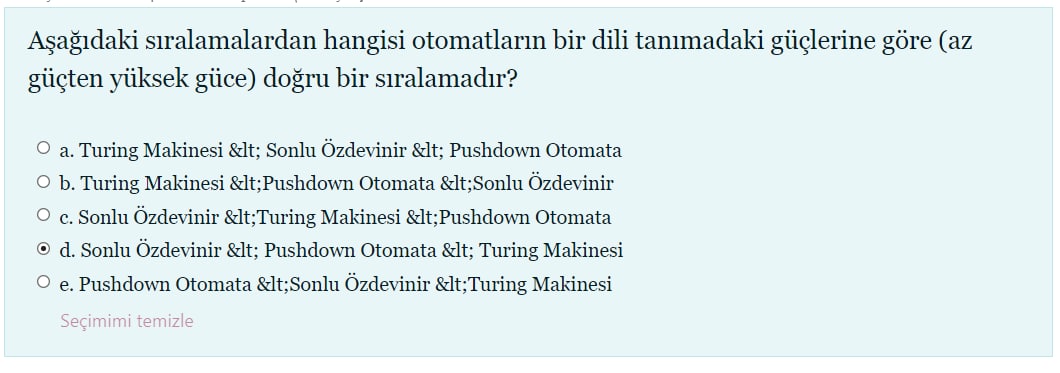 Aşağıdaki sıralamalardan hangisi otomatların bir dili tanımadaki güçlerine göre (az
güçten yüksek güce) doğru bir sıralamadır?
a. Turing Makinesi &lt; Sonlu Özdevinir &lt; Pushdown Otomata
b. Turing Makinesi &lt;Pushdown Otomata &lt;Sonlu Özdevinir
c. Sonlu Özdevinir &lt;Turing Makinesi &lt;Pushdown Otomata
d. Sonlu Özdevinir &lt; Pushdown Otomata &lt; Turing Makinesi
e. Pushdown Otomata &lt;Sonlu Özdevinir &lt;Turing Makinesi
Seçimimi temizle